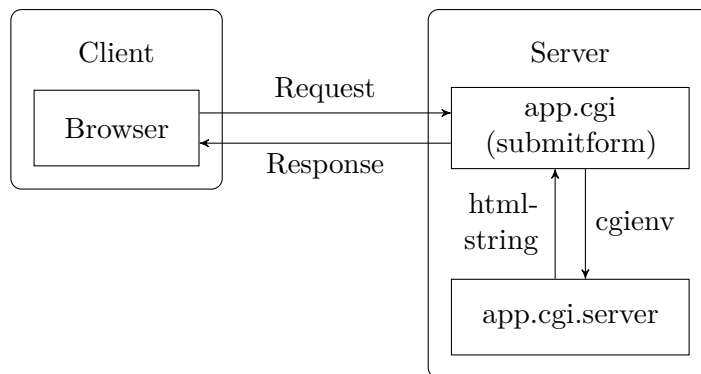 Client
Server
Browser
Request
Response
app.cgi
(submitform)
html-
string
cgienv
app.cgi.server